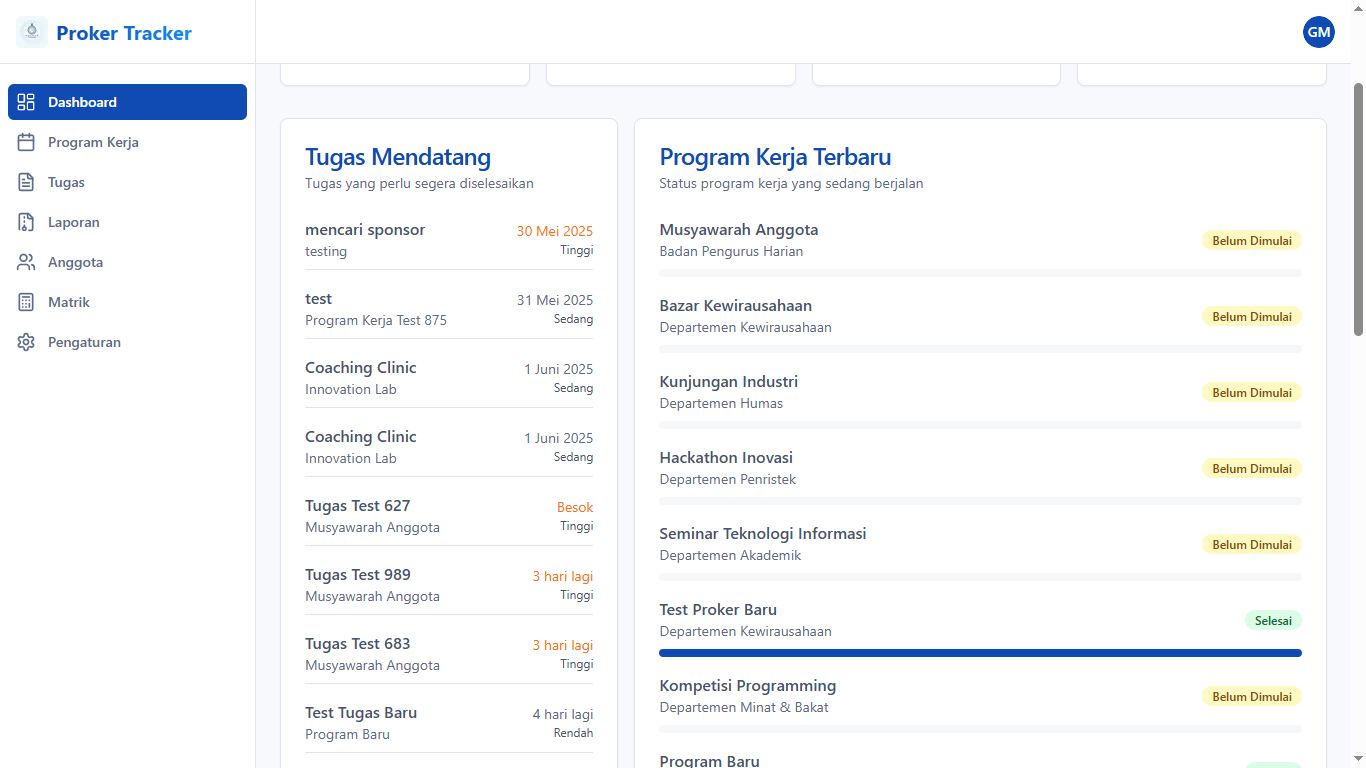 Proker Tracker
GM
Dashboard
Program Kerja
Tugas
Laporan
Anggota
Matrik
Pengaturan
Tugas Mendatang
Tugas yang perlu segera diselesaikan
mencari sponsor
30 Mei 2025
testing
Tinggi
test
31 Mei 2025
Program Kerja Test 875
Sedang
Coaching Clinic
1 Juni 2025
Innovation Lab
Sedang
Coaching Clinic
1 Juni 2025
Innovation Lab
Sedang
Tugas Test 627
Besok
Musyawarah Anggota
Tinggi
Tugas Test 989
3 hari lagi
Musyawarah Anggota
Tinggi
Tugas Test 683
3 hari lagi
Musyawarah Anggota
Tinggi
Test Tugas Baru
4 hari lagi
Program Baru
Rendah
Program Kerja Terbaru
Status program kerja yang sedang berjalan
Musyawarah Anggota
Badan Pengurus Harian
Belum Dimulai
Bazar Kewirausahaan
Departemen Kewirausahaan
Belum Dimulai
Kunjungan Industri
Departemen Humas
Belum Dimulai
Hackathon Inovasi
Departemen Penristek
Belum Dimulai
Seminar Teknologi Informasi
Departemen Akademik
Belum Dimulai
Test Proker Baru
Departemen Kewirausahaan
Selesai
Kompetisi Programming
Departemen Minat & Bakat
Belum Dimulai
Program Baru